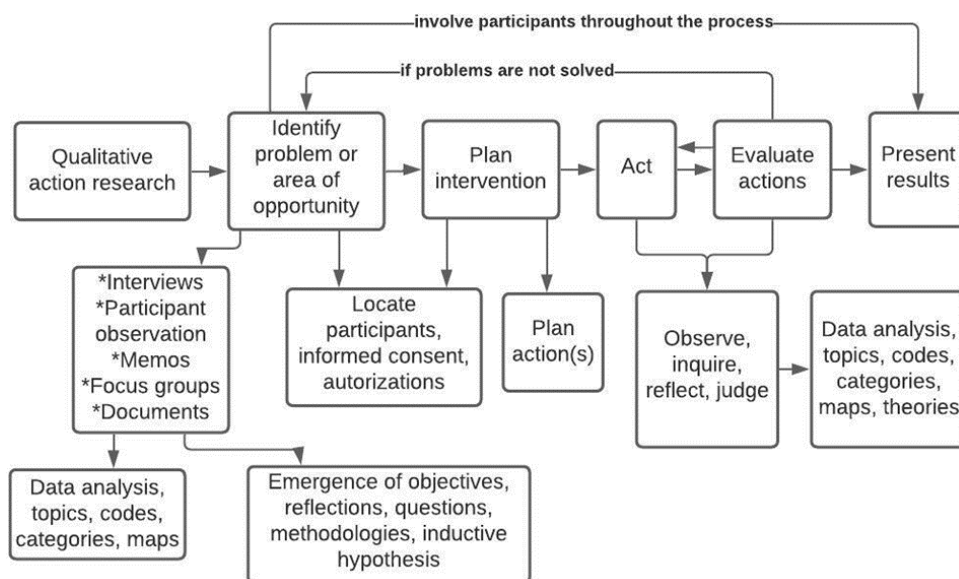 involve participants throughout the process
if problems are not solved
Qualitative
action research
Identify
problem or
area of
opportunity
Plan
intervention
Act
Evaluate
actions
Present
results
*Interviews
*Participant
observation
*Memos
*Focus groups
*Documents
Locate
participants,
informed consent,
autorizations
Plan
action(s)
Observe,
inquire,
reflect, judge
Data analysis,
topics, codes,
categories,
maps, theories
Data analysis,
topics, codes,
categories, maps
Emergence of objectives,
reflections, questions,
methodologies, inductive
hypothesis